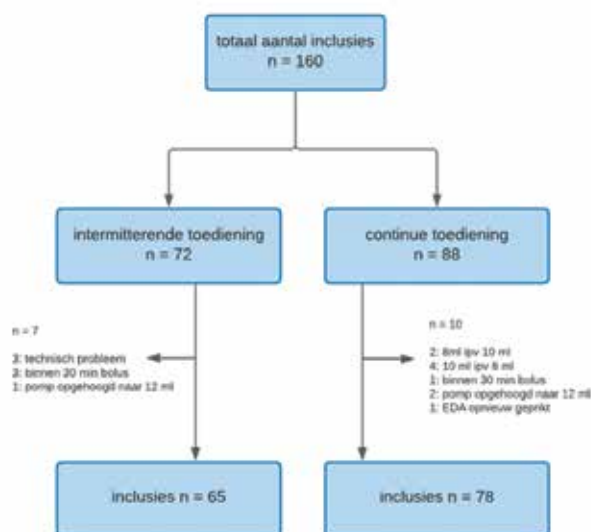 totaal aantal inclusies
n = 160
intermitterende toediening
n = 72
continue toediening
n = 88
n = 7
3: technisch probleem
3: binnen 30 min bolus
1: pomp opgehoogd naar 12 ml
n = 10
2: 8ml ipv 10 ml
4: 10 ml ipv 8 ml
1: binnen 30 min bolus
2: pomp opgehoogd naar 12 ml
1: EDA opnieuw geprikt
inclusies n = 65
inclusies n = 78